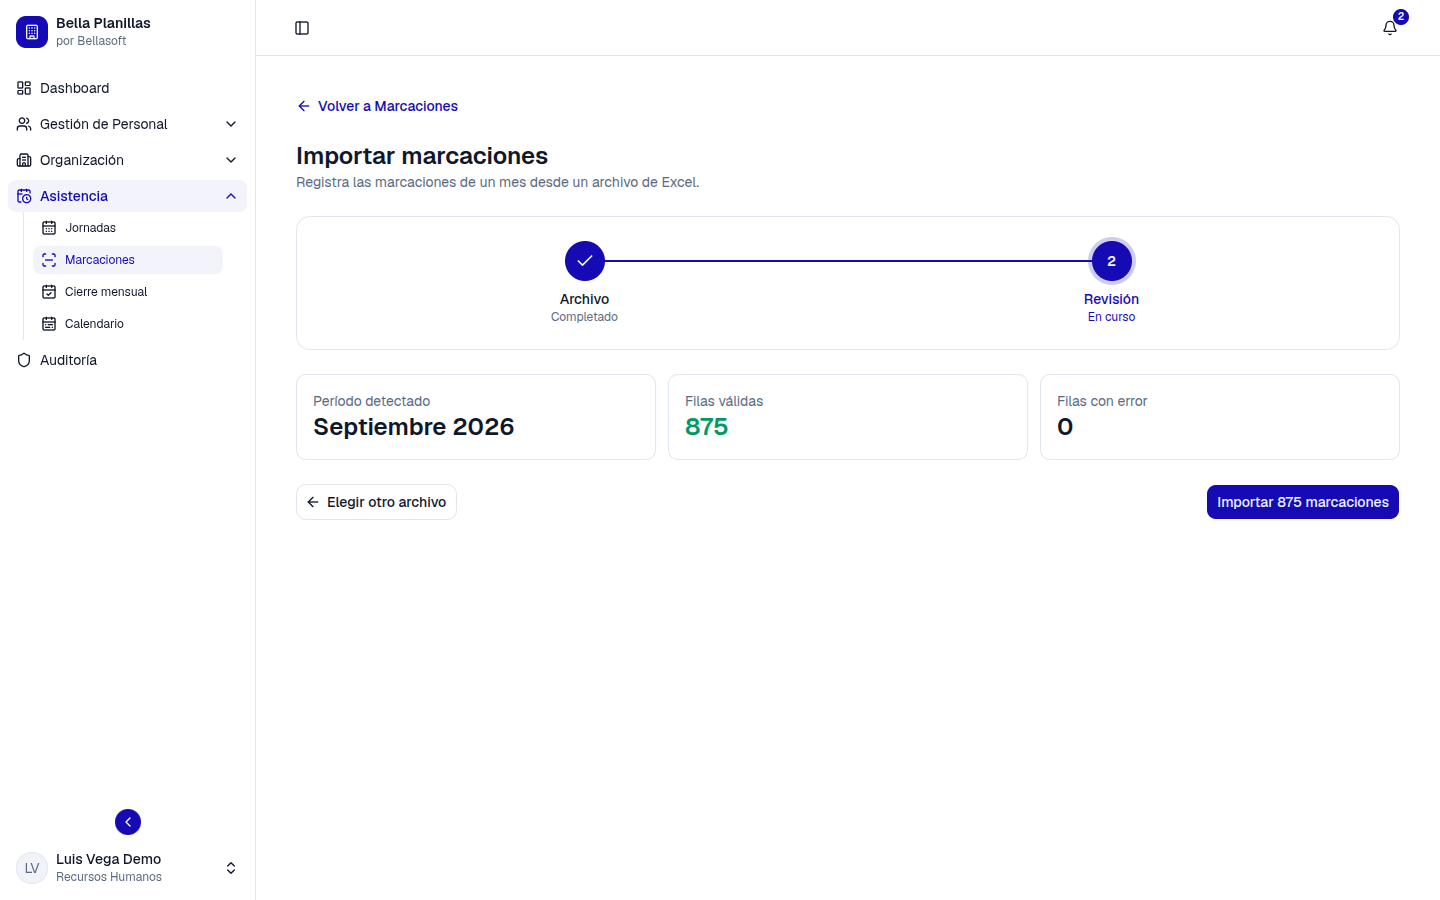 Bella Planillas
por Bellasoft
Dashboard
Gestión de Personal
Organización
Asistencia
Jornadas
Marcaciones
Cierre mensual
Calendario
Auditoría
LV
Luis Vega Demo
Recursos Humanos
2
Volver a Marcaciones
Importar marcaciones
Registra las marcaciones de un mes desde un archivo de Excel.
Archivo
Completado
2
Revisión
En curso
Período detectado
Septiembre 2026
Filas válidas
875
Filas con error
0
Elegir otro archivo
Importar 875 marcaciones